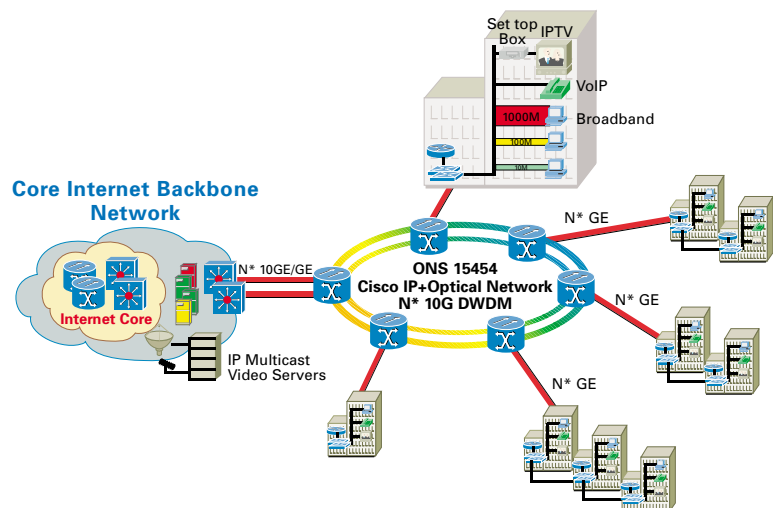 Set top
Box
IPTV
VoIP
1000M
Broadband
100M
10M
Core Internet Backbone
Network
N* GE
N* 10GE/GE
ONS 15454
Cisco IP+Optical Network
N* 10G DWDM
Internet Core
N* GE
IP Multicast
Video Servers
N* GE